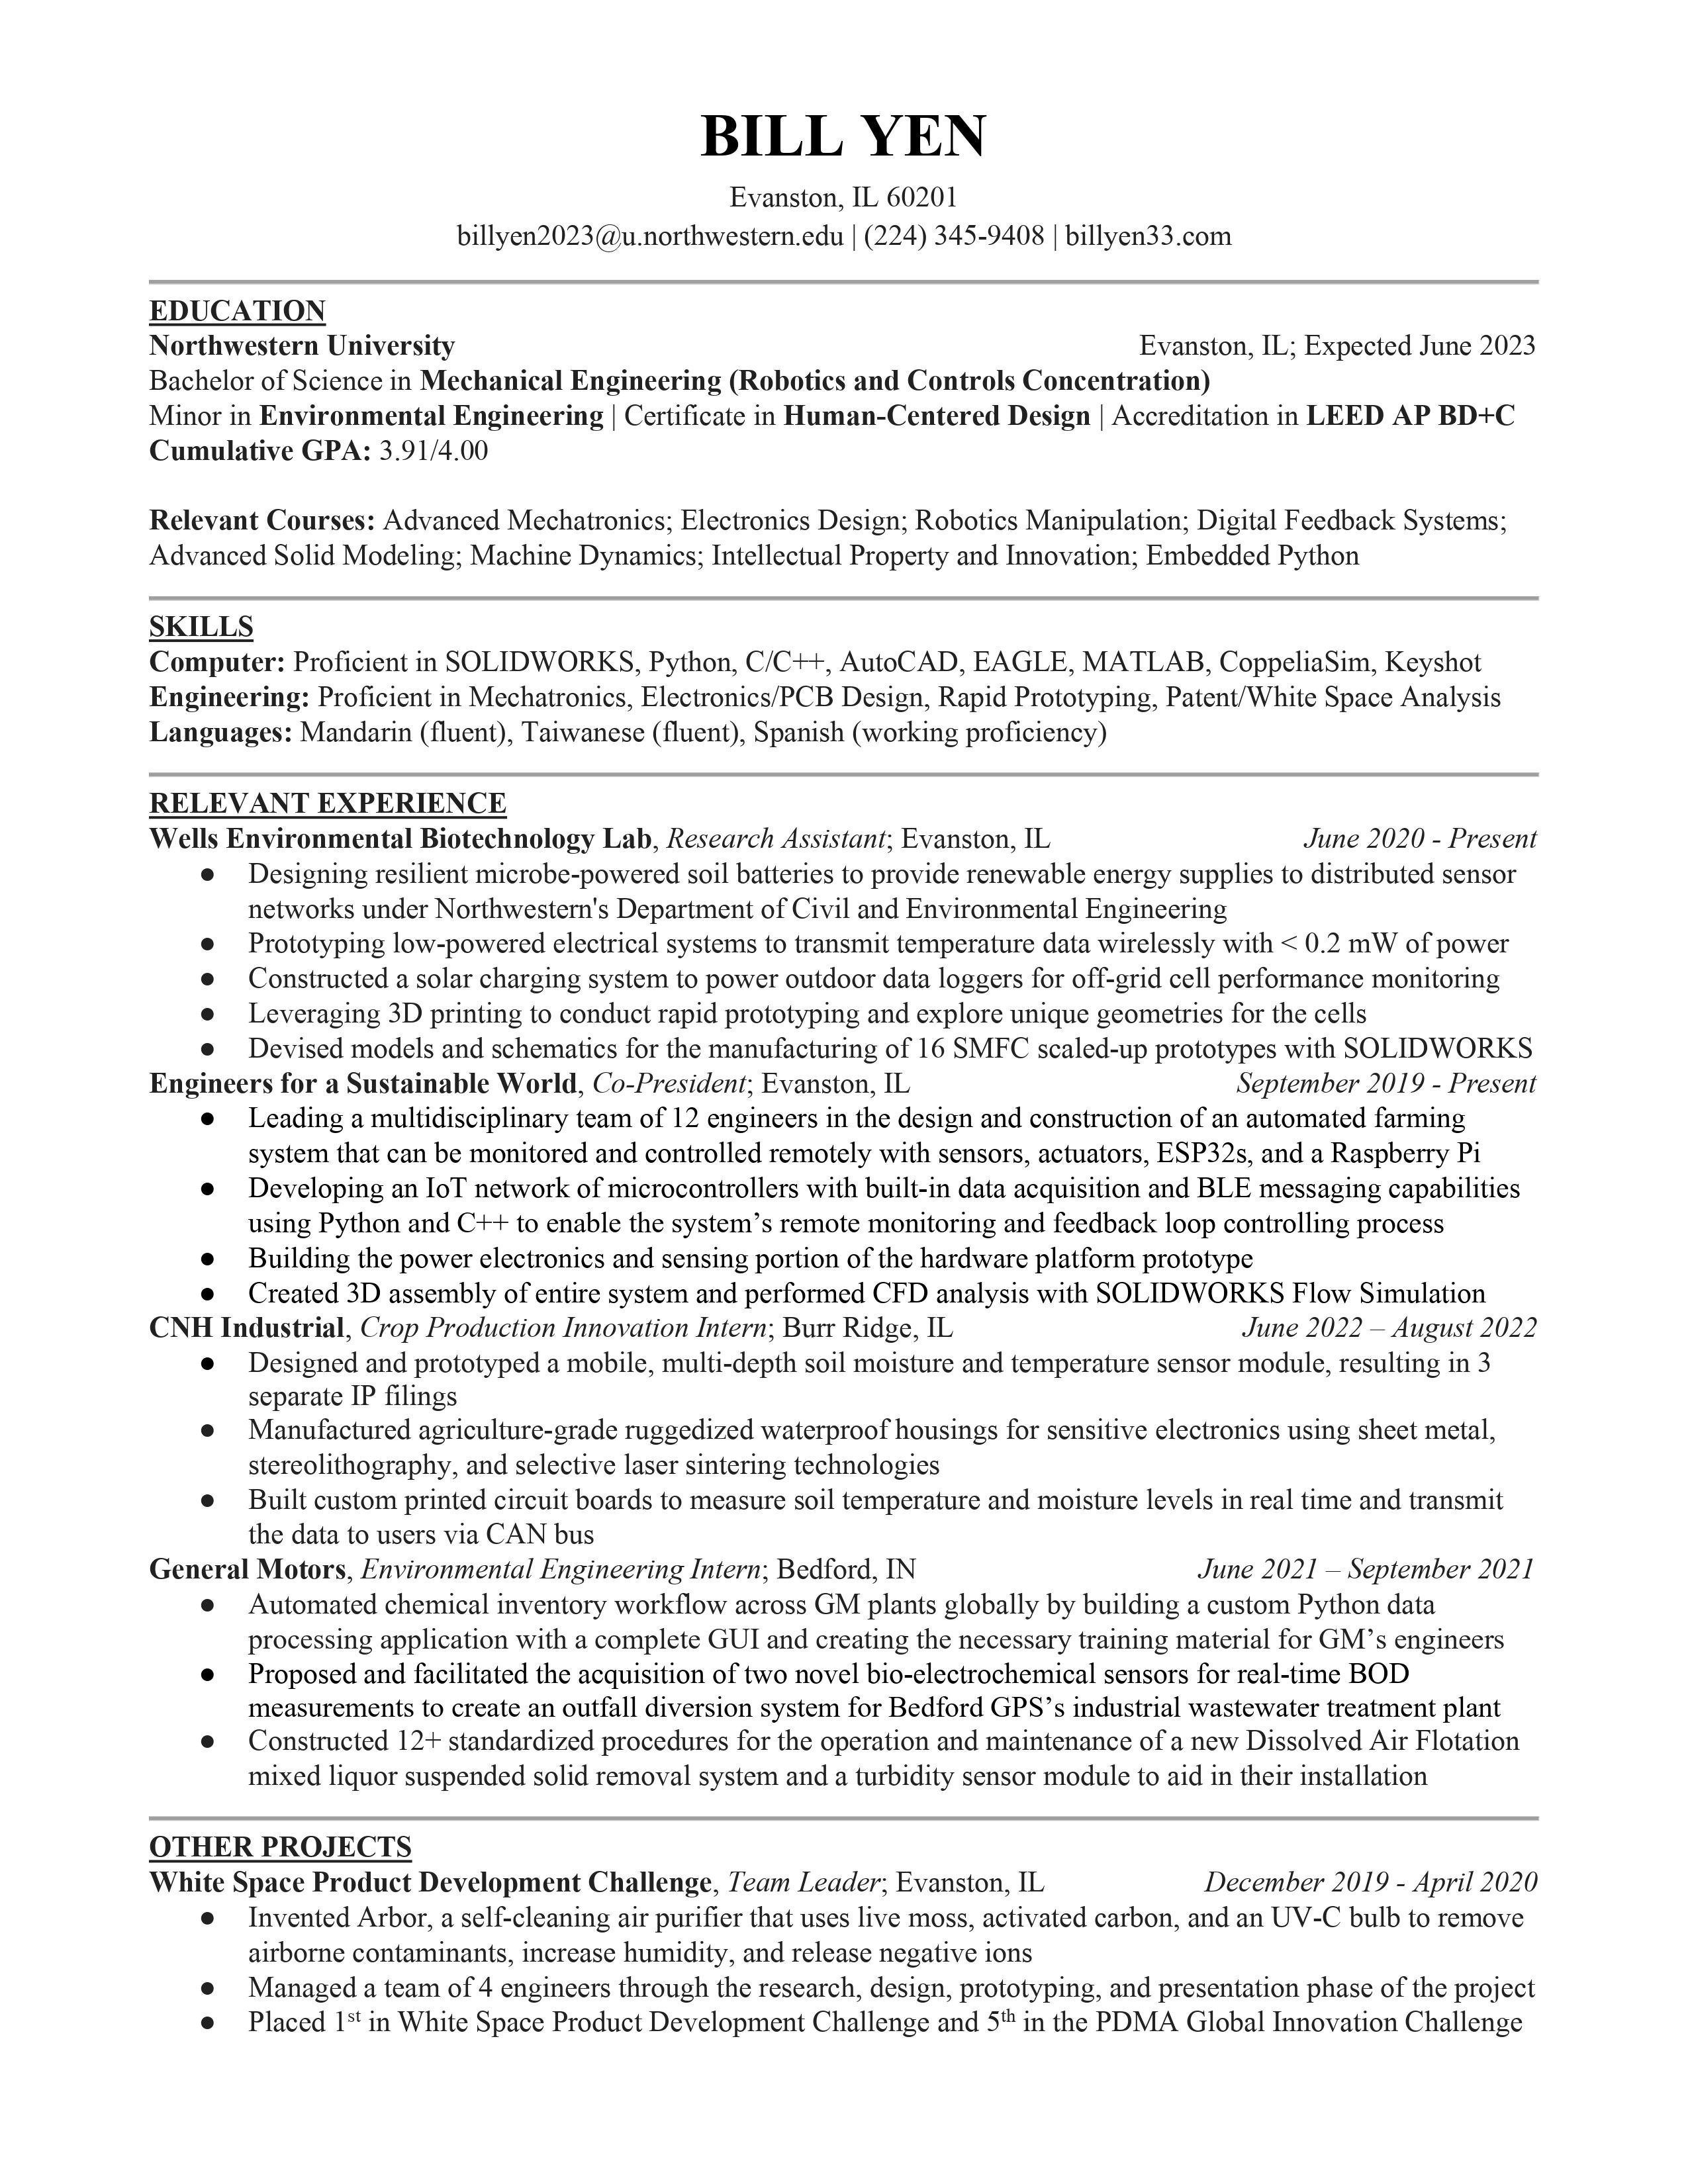 BILL YEN
Evanston, IL 60201
billyen2023@u.northwestern.edu | (224) 345-9408 | billyen33.com
EDUCATION
Northwestern University Evanston, IL; Expected June 2023
Bachelor of Science in Mechanical Engineering (Robotics and Controls Concentration)
Minor in Environmental Engineering | Certificate in Human-Centered Design | Accreditation in LEED AP BD+C
Cumulative GPA: 3.91/4.00
Relevant Courses: Advanced Mechatronics; Electronics Design; Robotics Manipulation; Digital Feedback Systems;
Advanced Solid Modeling; Machine Dynamics; Intellectual Property and Innovation; Embedded Python
SKILLS
Computer: Proficient in SOLIDWORKS, Python, C/C++, AutoCAD, EAGLE, MATLAB, CoppeliaSim, Keyshot
Engineering: Proficient in Mechatronics, Electronics/PCB Design, Rapid Prototyping, Patent/White Space Analysis
Languages: Mandarin (fluent), Taiwanese (fluent), Spanish (working proficiency)
RELEVANT EXPERIENCE
Wells Environmental Biotechnology Lab, Research Assistant; Evanston, IL June 2020 - Present
● Designing resilient microbe-powered soil batteries to provide renewable energy supplies to distributed sensor
networks under Northwestern's Department of Civil and Environmental Engineering
● Prototyping low-powered electrical systems to transmit temperature data wirelessly with < 0.2 mW of power
● Constructed a solar charging system to power outdoor data loggers for off-grid cell performance monitoring
● Leveraging 3D printing to conduct rapid prototyping and explore unique geometries for the cells
● Devised models and schematics for the manufacturing of 16 SMFC scaled-up prototypes with SOLIDWORKS
Engineers for a Sustainable World, Co-President; Evanston, IL September 2019 - Present
● Leading a multidisciplinary team of 12 engineers in the design and construction of an automated farming
system that can be monitored and controlled remotely with sensors, actuators, ESP32s, and a Raspberry Pi
● Developing an IoT network of microcontrollers with built-in data acquisition and BLE messaging capabilities
using Python and C++ to enable the system’s remote monitoring and feedback loop controlling process
● Building the power electronics and sensing portion of the hardware platform prototype
● Created 3D assembly of entire system and performed CFD analysis with SOLIDWORKS Flow Simulation
CNH Industrial, Crop Production Innovation Intern; Burr Ridge, IL June 2022 – August 2022
● Designed and prototyped a mobile, multi-depth soil moisture and temperature sensor module, resulting in 3
separate IP filings
● Manufactured agriculture-grade ruggedized waterproof housings for sensitive electronics using sheet metal,
stereolithography, and selective laser sintering technologies
● Built custom printed circuit boards to measure soil temperature and moisture levels in real time and transmit
the data to users via CAN bus
General Motors, Environmental Engineering Intern; Bedford, IN June 2021 – September 2021
● Automated chemical inventory workflow across GM plants globally by building a custom Python data
processing application with a complete GUI and creating the necessary training material for GM’s engineers
● Proposed and facilitated the acquisition of two novel bio-electrochemical sensors for real-time BOD
measurements to create an outfall diversion system for Bedford GPS’s industrial wastewater treatment plant
● Constructed 12+ standardized procedures for the operation and maintenance of a new Dissolved Air Flotation
mixed liquor suspended solid removal system and a turbidity sensor module to aid in their installation
OTHER PROJECTS
White Space Product Development Challenge, Team Leader; Evanston, IL December 2019 - April 2020
● Invented Arbor, a self-cleaning air purifier that uses live moss, activated carbon, and an UV-C bulb to remove
airborne contaminants, increase humidity, and release negative ions
● Managed a team of 4 engineers through the research, design, prototyping, and presentation phase of the project
● Placed 1st in White Space Product Development Challenge and 5th in the PDMA Global Innovation Challenge